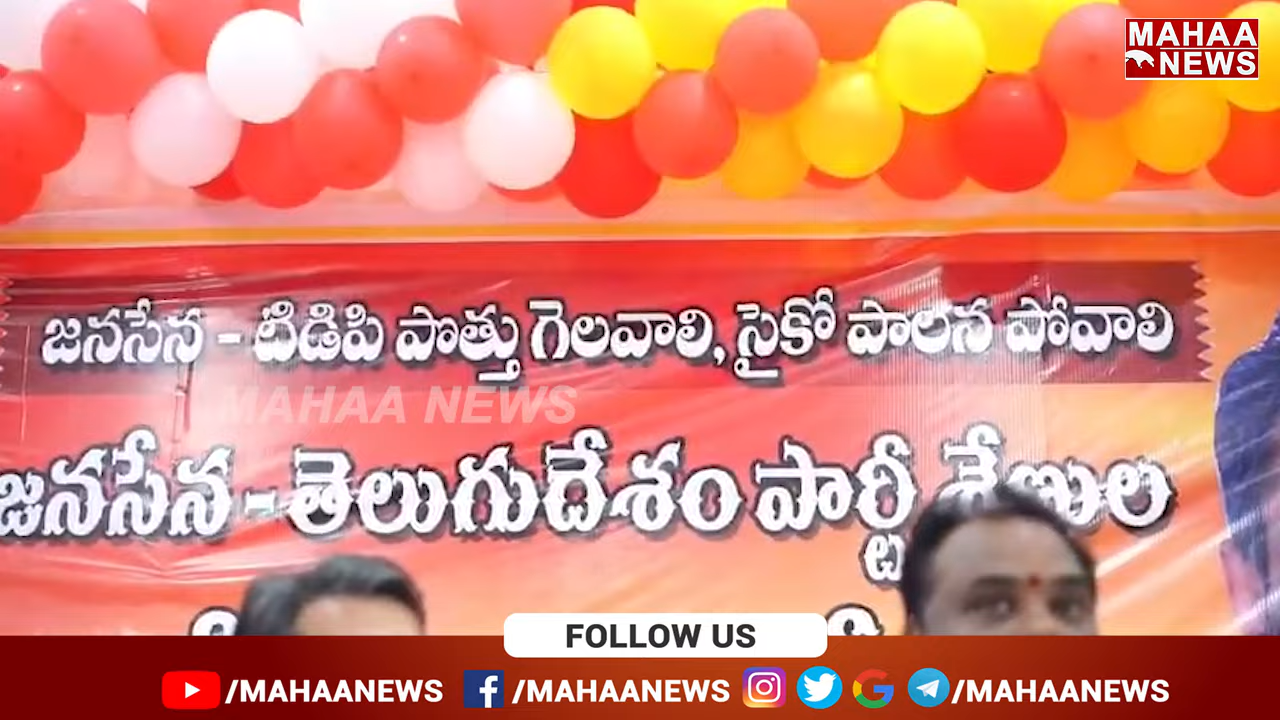 MAHAA
NEWS
జనసేన - టిడిపి పొత్తు గెలవాలి, సైకో పాలన పోవాలి
MAHAA NEWS
జనసేన - తెలుగుదేశం పార్టీ శ్రేణుల
FOLLOW US
/MAHAANEWS /MAHAANEWS /MAHAANEWS